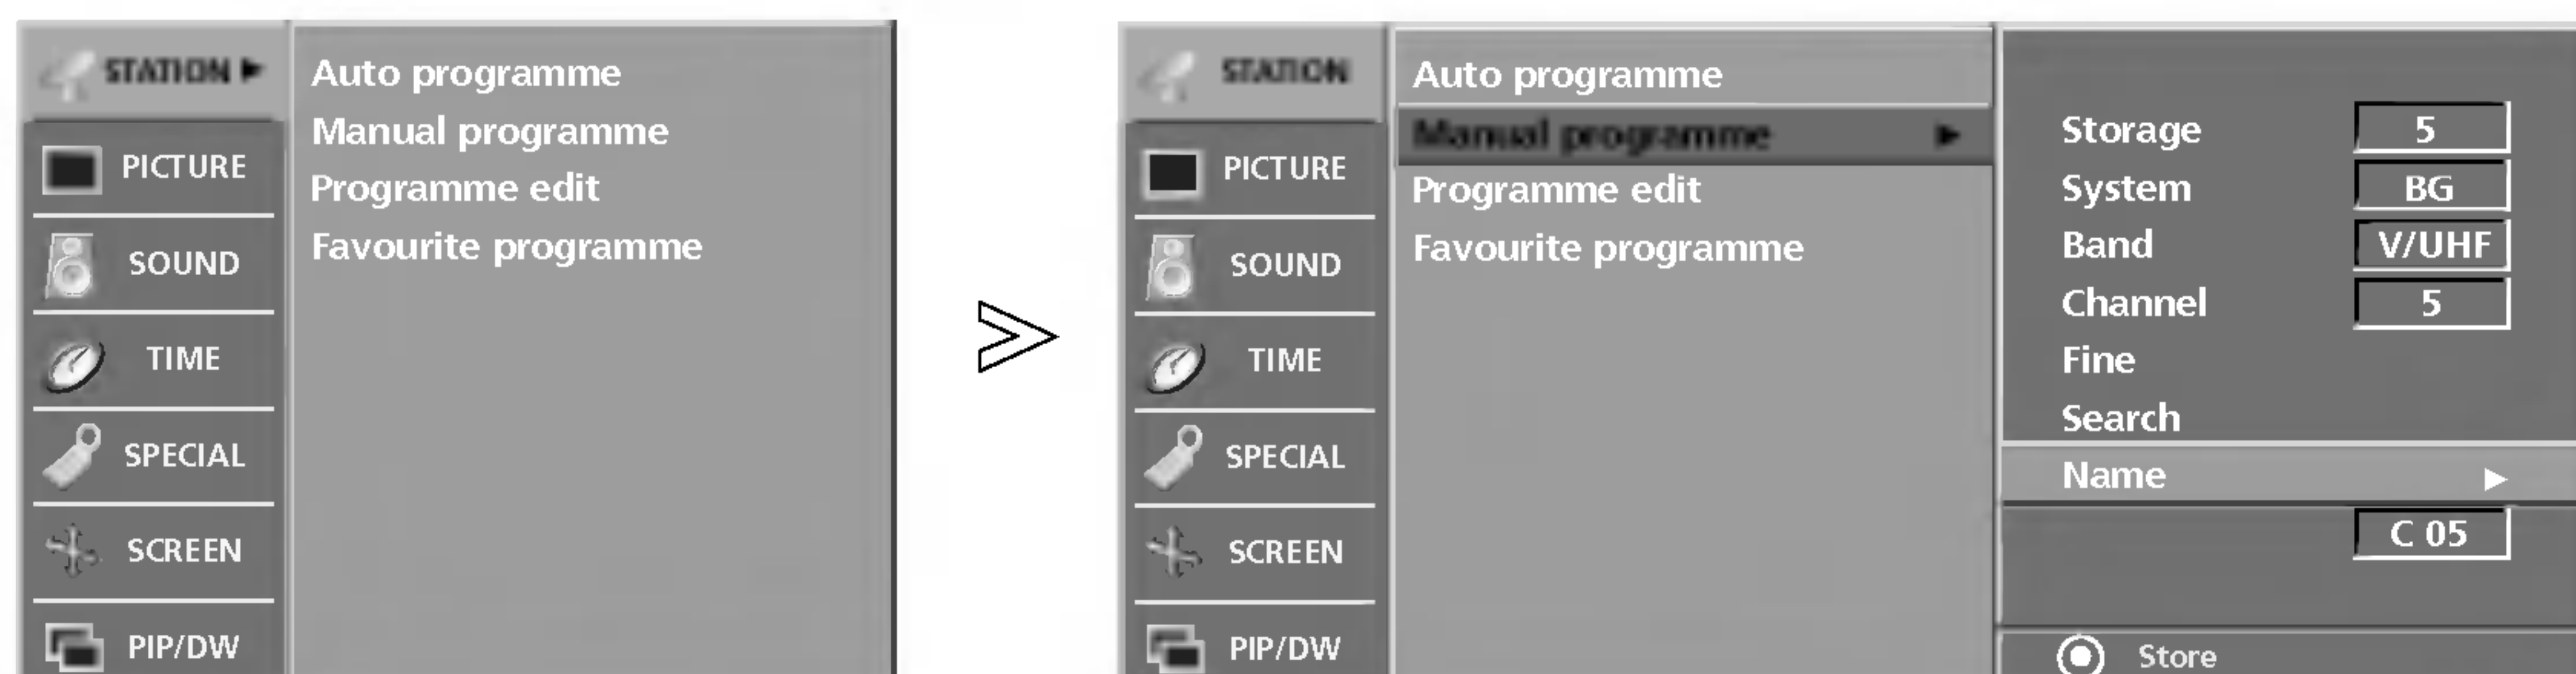 STATION
Auto programme
Manual programme
Programme edit
Favourite programme
PICTURE
SOUND
TIME
SPECIAL
SCREEN
PIP/DW
STATION
Auto programme
Manual programme
Programme edit
Favourite programme
PICTURE
SOUND
TIME
SPECIAL
SCREEN
PIP/DW
Storage 5
System BG
Band V/UHF
Channel 5
Fine
Search
Name
C 05
Store